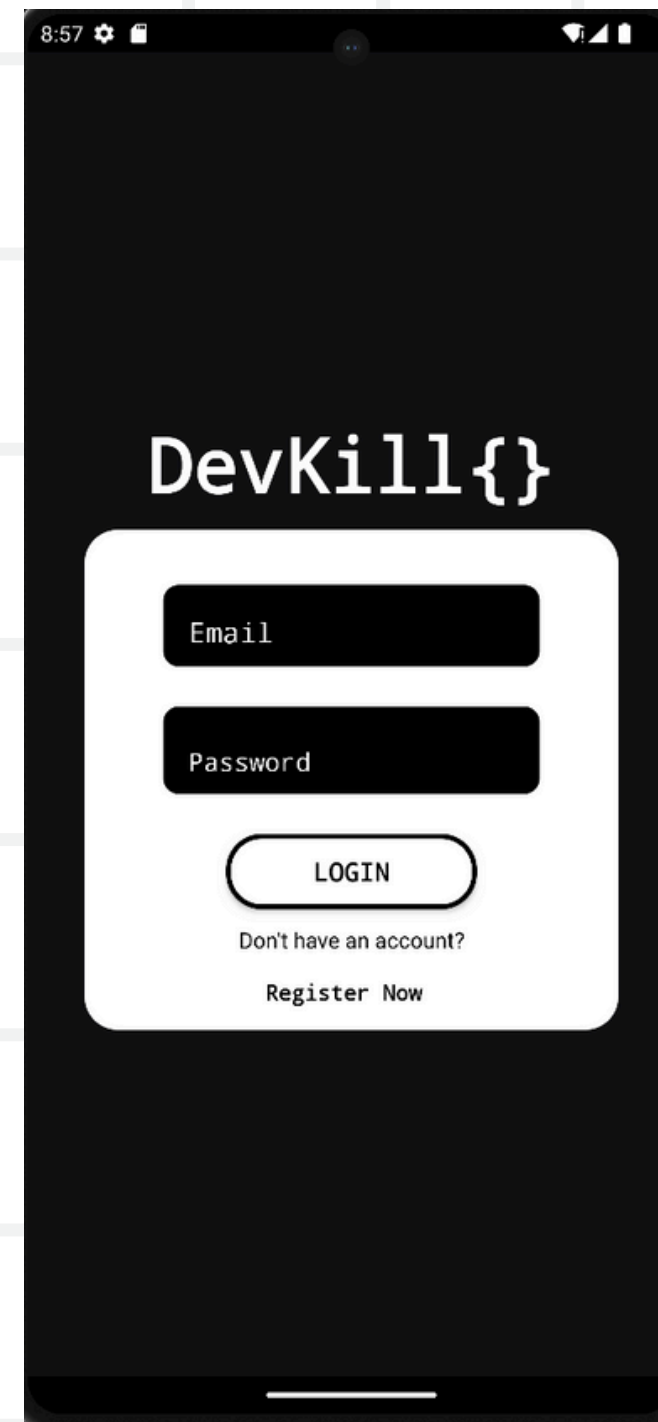 8:57
DevKill{}
Email
Password
LOGIN
Don't have an account?
Register Now